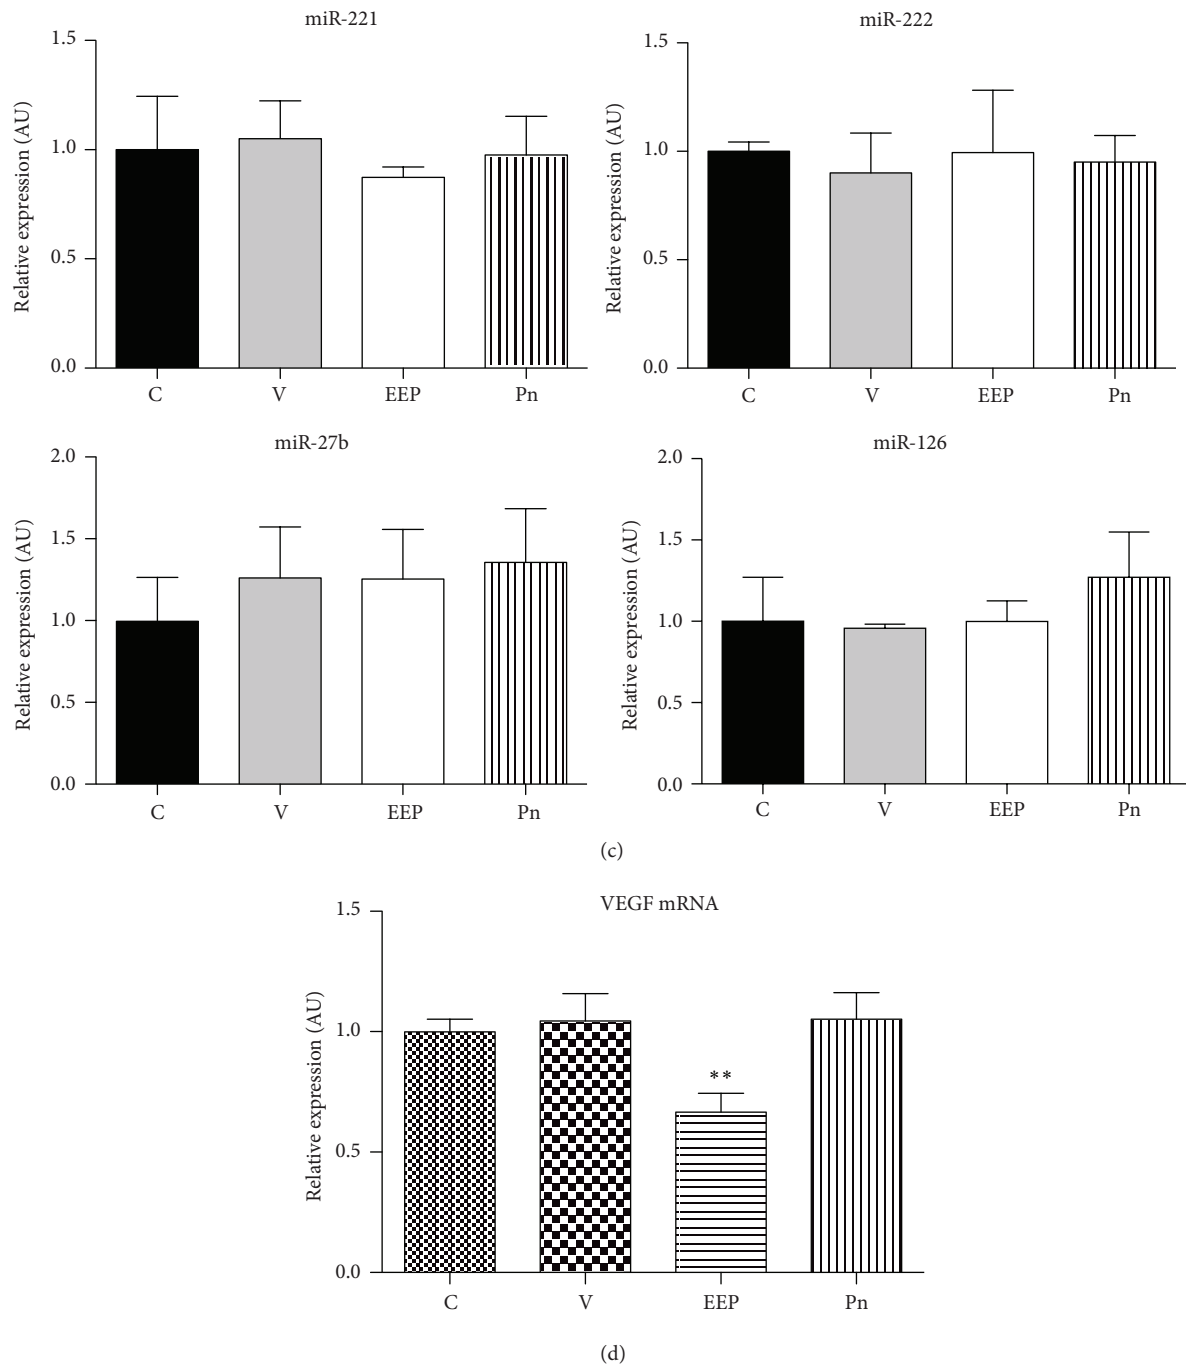 miR-221
1.5
1.0
0.5
0.0
Relative expression (AU)
C V EEP Pn
miR-222
1.5
1.0
0.5
0.0
Relative expression (AU)
C V EEP Pn
miR-27b
2.0
1.5
1.0
0.5
0.0
Relative expression (AU)
C V EEP Pn
miR-126
2.0
1.5
1.0
0.5
0.0
Relative expression (AU)
C V EEP Pn
(c)
VEGF mRNA
1.5
1.0
0.5
0.0
Relative expression (AU)
**
C V EEP Pn
(d)